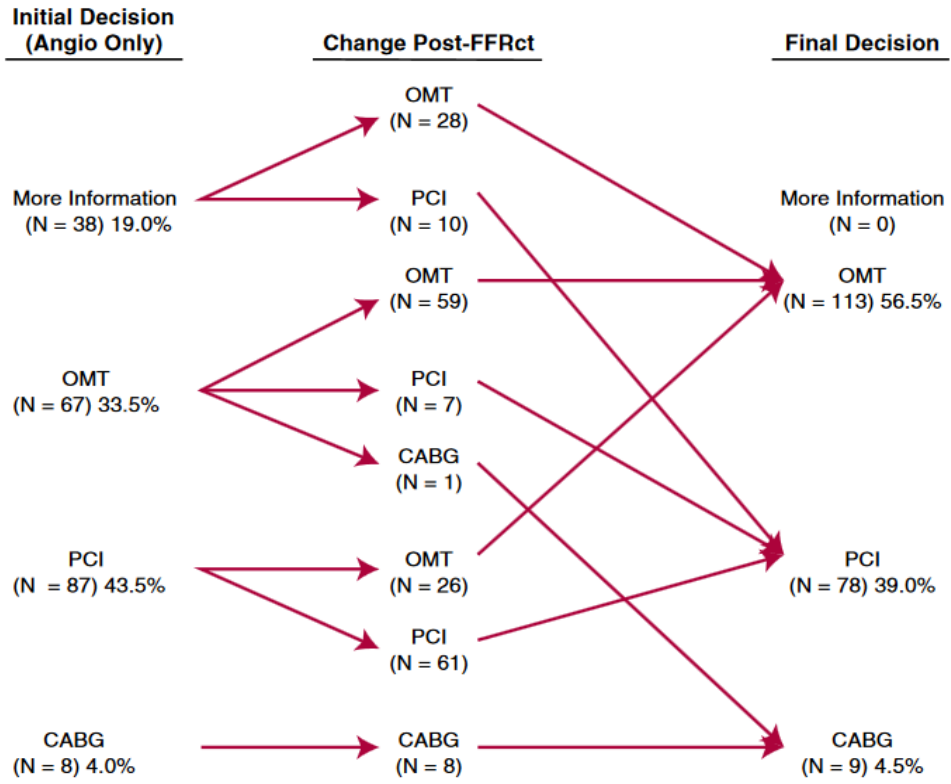 Initial Decision
(Angio Only)
Change Post-FFRct
Final Decision
OMT
(N = 28)
More Information
(N = 38) 19.0%
PCI
(N = 10)
More Information
(N = 0)
OMT
(N = 59)
OMT
(N = 113) 56.5%
OMT
(N = 67) 33.5%
PCI
(N = 7)
CABG
(N = 1)
PCI
(N = 87) 43.5%
OMT
(N = 26)
PCI
(N = 78) 39.0%
PCI
(N = 61)
CABG
(N = 8) 4.0%
CABG
(N = 8)
CABG
(N = 9) 4.5%